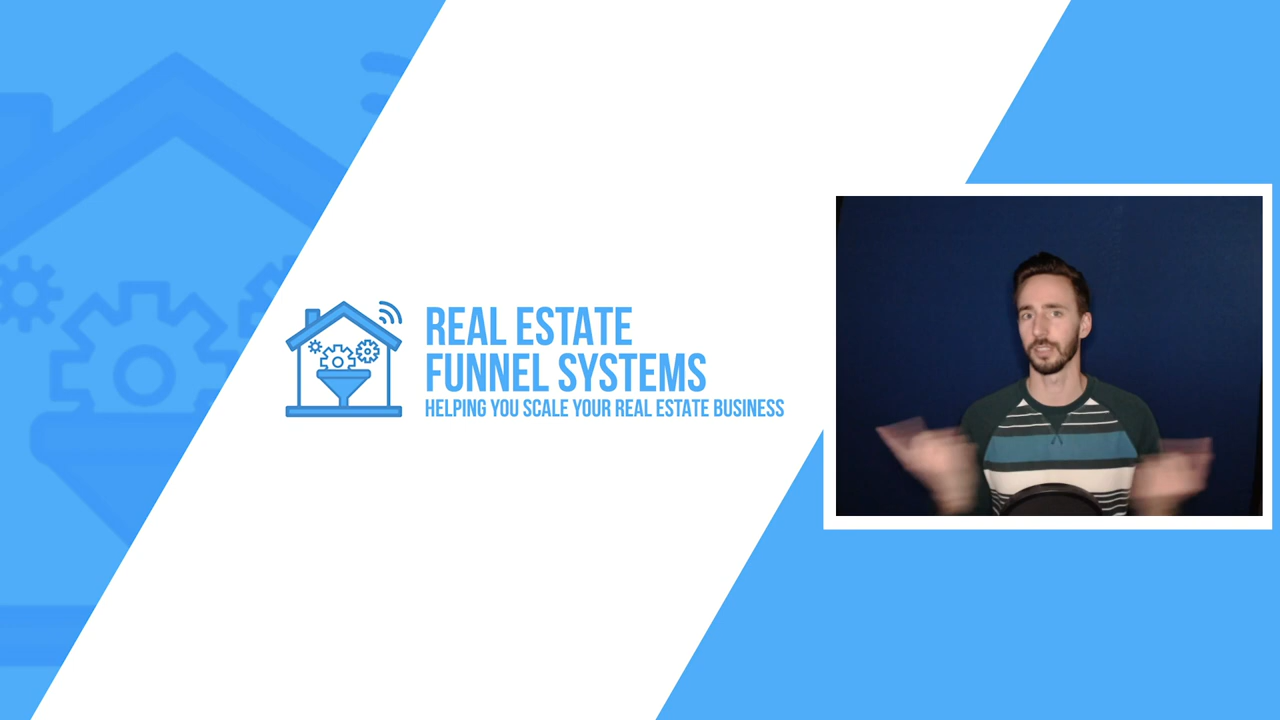 REAL ESTATE
FUNNEL SYSTEMS
HELPING YOU SCALE YOUR REAL ESTATE BUSINESS